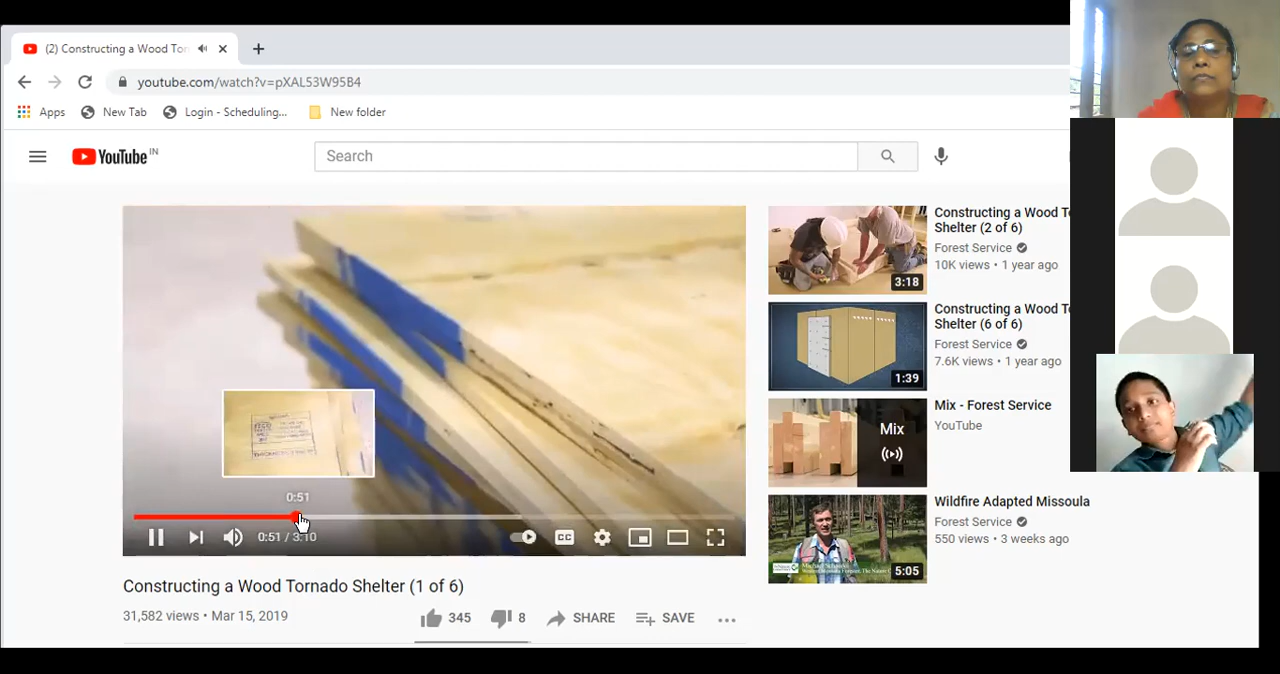 (2) Constructing a Wood Tor
youtube.com/watch?v=pXAL53W95B4
Apps
New Tab
Login - Scheduling...
New folder
YouTube IN
Search
0:51
0:51 / 3:10
CC
Constructing a Wood Tornado Shelter (1 of 6)
31,582 views • Mar 15, 2019
345
8
SHARE
SAVE
Constructing a Wood To
Shelter (2 of 6)
Forest Service
10K views • 1 year ago
3:18
Constructing a Wood To
Shelter (6 of 6)
Forest Service
7.6K views • 1 year ago
1:39
Mix - Forest Service
YouTube
Mix
Wildfire Adapted Missoula
Forest Service
550 views • 3 weeks ago
5:05